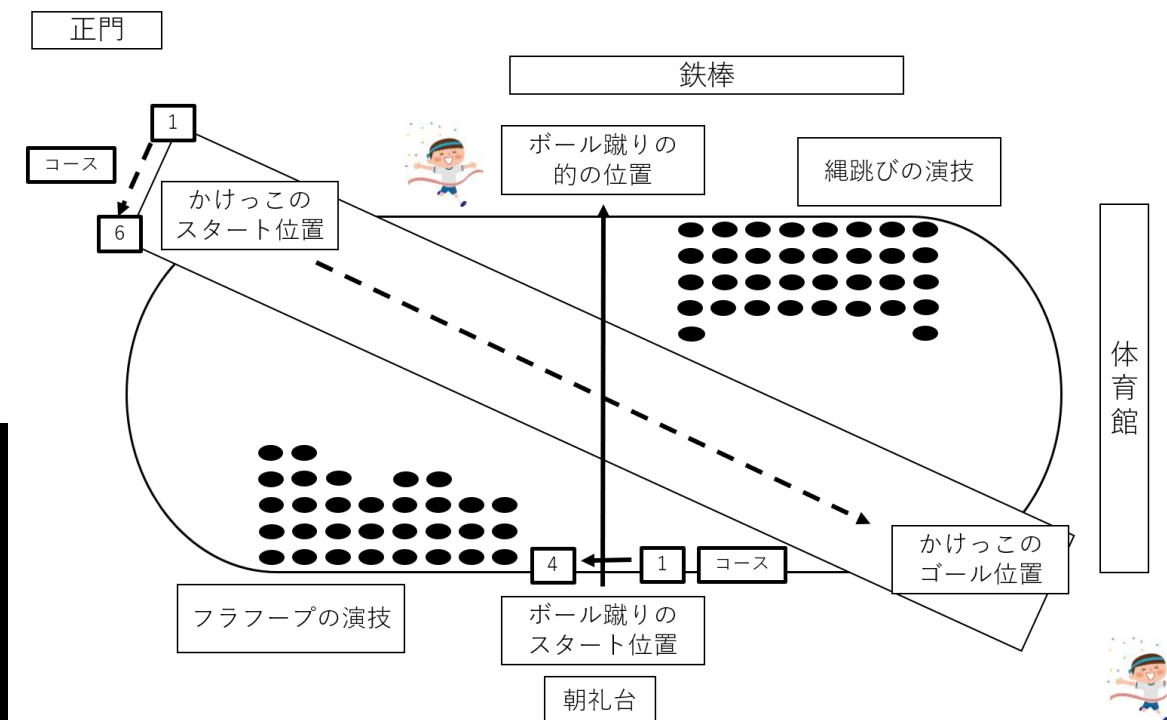 正門
鉄棒
1
コース
6
かけっこの
スタート位置
ボール蹴りの
的の位置
縄跳びの演技
体育館
4
1
コース
かけっこの
ゴール位置
フラフープの演技
ボール蹴りの
スタート位置
朝礼台